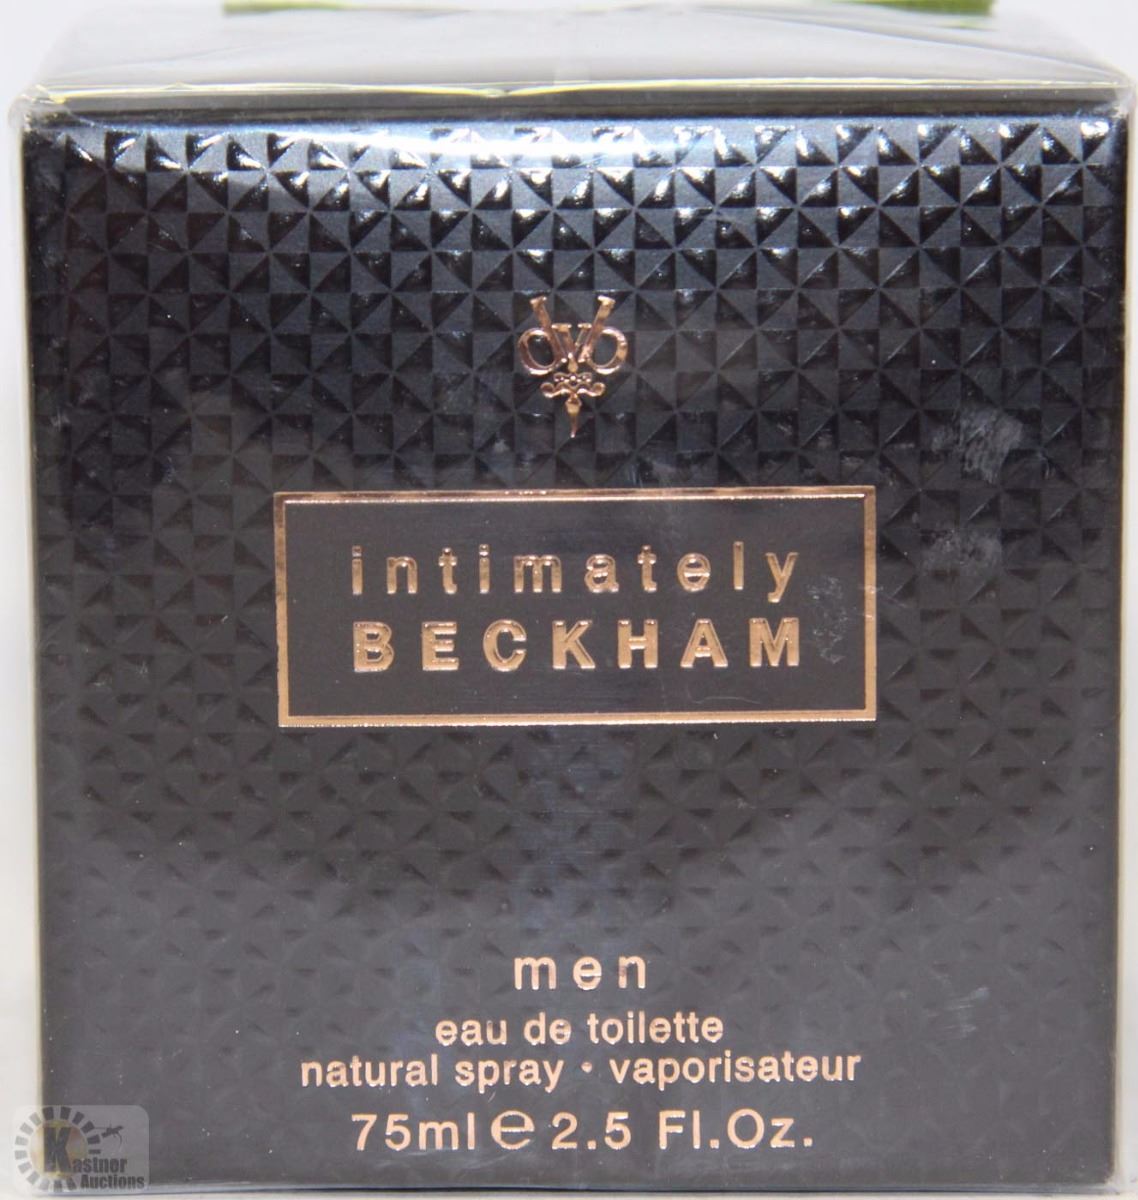 intimately
BECKHAM
men
eau de toilette
natural spray • vaporisateur
75ml ℮ 2.5 Fl.Oz.
Kastner
Auctions